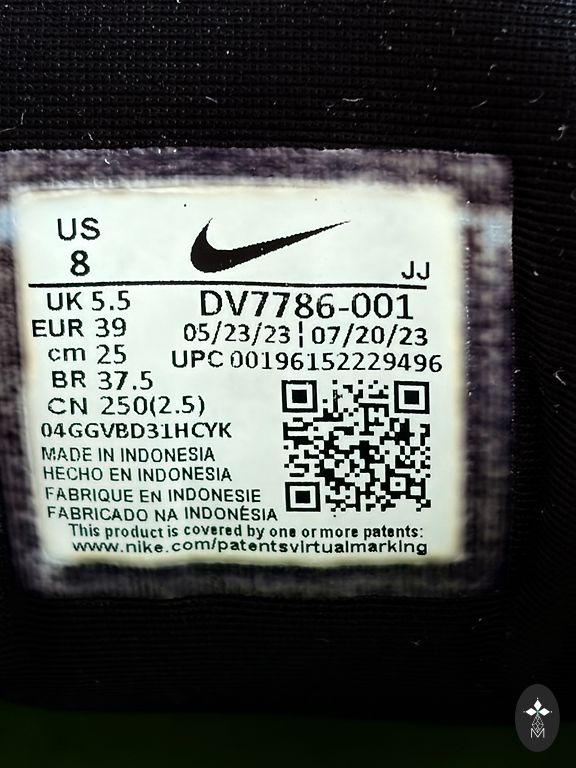 US
8
JJ
UK 5.5
DV7786-001
EUR 39
05/23/23 ¦ 07/20/23
cm 25
UPC 00196152229496
BR 37.5
CN 250(2.5)
04GGVBD31HCYK
MADE IN INDONESIA
HECHO EN INDONESIA
FABRIQUE EN INDONESIE
FABRICADO NA INDONÉSIA
This product is covered by one or more patents:
www.nike.com/patentsvirtualmarking
M